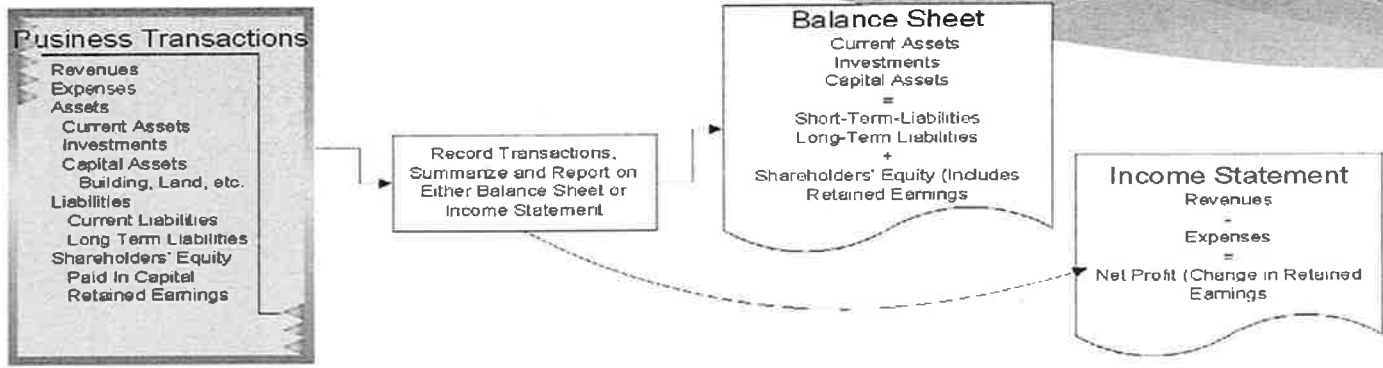 Business Transactions
Revenues
Expenses
Assets
Current Assets
Investments
Capital Assets
Building, Land, etc.
Liabilities
Current Liabilities
Long Term Liabilities
Shareholders' Equity
Paid In Capital
Retained Earnings
Record Transactions,
Summarize and Report on
Either Balance Sheet or
Income Statement
Balance Sheet
Current Assets
Investments
Capital Assets
=
Short-Term-Liabilities
Long-Term Liabilities
+
Shareholders' Equity (Includes
Retained Earnings
Income Statement
Revenues
-
Expenses
=
Net Profit (Change in Retained
Earnings